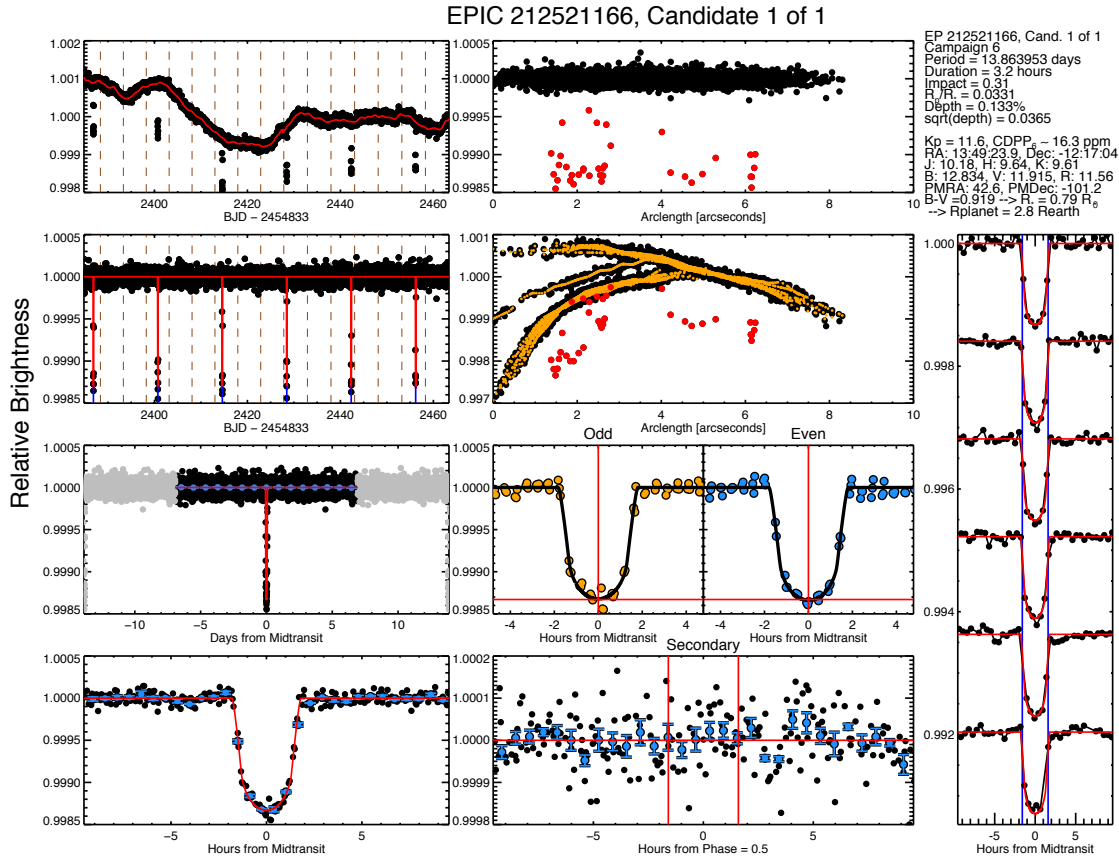 EPIC 212521166, Candidate 1 of 1
EP 212521166, Cand. 1 of 1
Campaign 6
Period = 13.863953 days
Duration = 3.2 hours
Impact = 0.31
Rp/R* = 0.0331
Depth = 0.133%
sqrt(depth) = 0.0365
Kp = 11.6, CDPP6 ~ 16.3 ppm
RA: 13:49:23.9, Dec: -12:17:04
J: 10.18, H: 9.64, K: 9.61
B: 12.834, V: 11.915, R: 11.56
PMRA: 42.6, PMDec: -101.2
B-V =0.919 --> R* = 0.79 R
--> Rplanet = 2.8 Rearth
Relative Brightness
1.002
1.001
1.000
0.999
0.998
2400 2420 2440 2460
BJD - 2454833
1.0005
1.0000
0.9995
0.9990
0.9985
0 2 4 6 8 10
Arclength [arcseconds]
1.0005
1.0000
0.9995
0.9990
0.9985
2400 2420 2440 2460
BJD - 2454833
1.001
1.000
0.999
0.998
0.997
0 2 4 6 8 10
Arclength [arcseconds]
1.0005
1.0000
0.9995
0.9990
0.9985
-10 -5 0 5 10
Days from Midtransit
Odd
Even
1.0005
1.0000
0.9995
0.9990
0.9985
-4 -2 0 2 4
Hours from Midtransit
-4 -2 0 2 4
Hours from Midtransit
1.0005
1.0000
0.9995
0.9990
0.9985
-5 0 5
Hours from Midtransit
Secondary
1.0002
1.0001
1.0000
0.9999
0.9998
-5 0 5
Hours from Phase = 0.5
1.000
0.998
0.996
0.994
0.992
-5 0 5
Hours from Midtransit